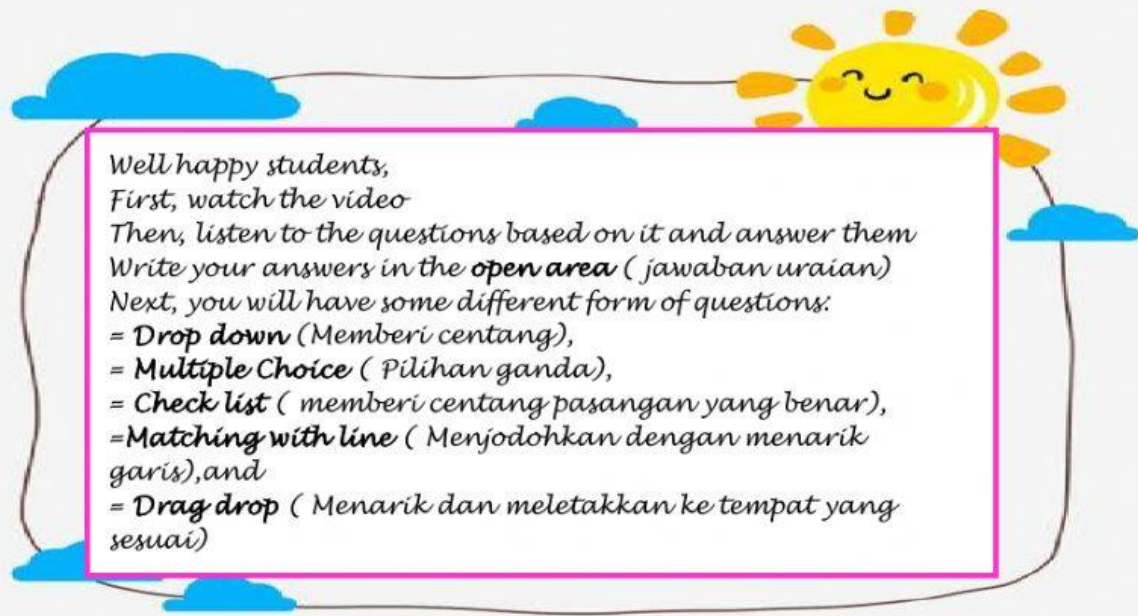 Well happy students,
First, watch the video
Then, listen to the questions based on it and answer them
Write your answers in the open area ( jawaban uraian)
Next, you will have some different form of questions:
= Drop down (Memberi centang),
= Multiple Choice ( Pilihan ganda),
= Check list ( memberi centang pasangan yang benar),
=Matching with line ( Menjodohkan dengan menarik
garis),and
= Drag drop ( Menarik dan meletakkan ke tempat yang
sesuai)